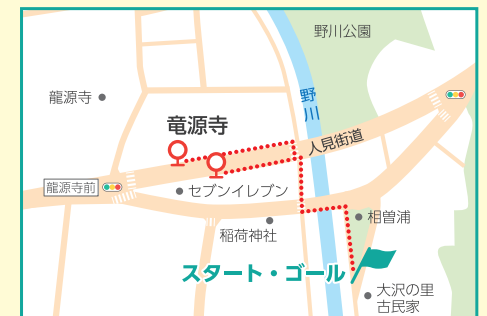 野川公園
龍源寺
野川
竜源寺
人見街道
龍源寺前
セブンイレブン
相曽浦
稲荷神社
スタート・ゴール
大沢の里
古民家